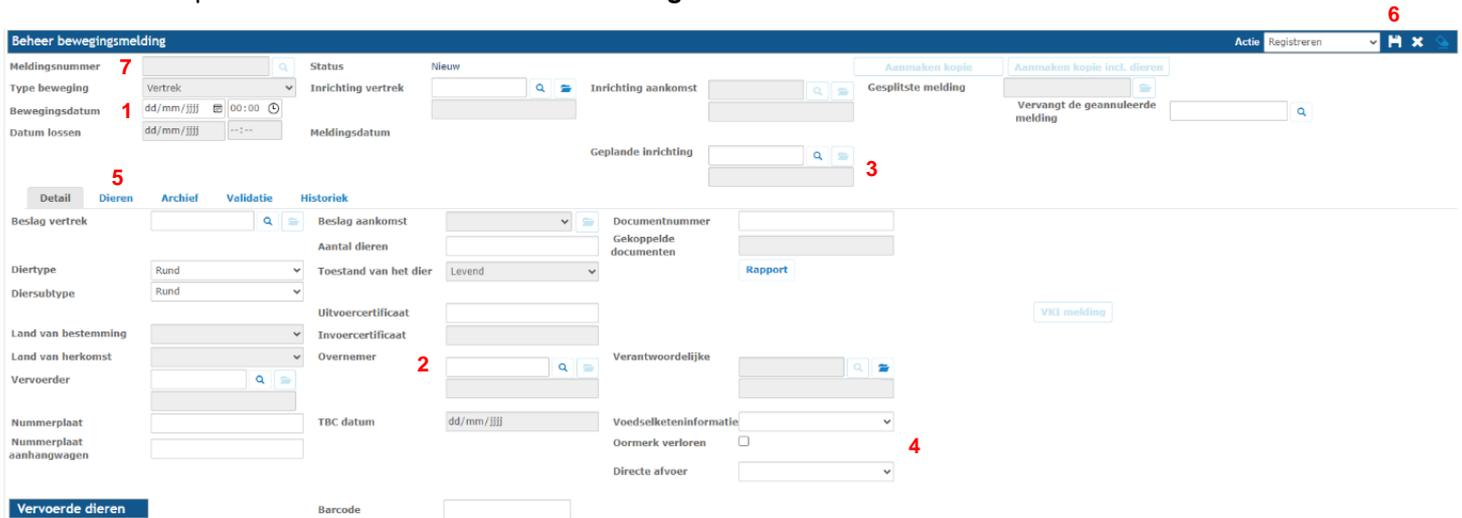 6
Beheer bewegingsmelding Actie Registreren
Meldingsnummer 7 Status Nieuw Aanmaken kopie Aanmaken kopie incl. dieren
Type beweging Vertrek Inrichting vertrek Inrichting aankomst Gesplitste melding
Bewegingsdatum 1 dd/mm/jjjj 00:00 Vervangt de geannuleerde melding
Datum lossen dd/mm/jjjj --:-- Meldingsdatum
Geplande inrichting 3
5
Detail Dieren Archief Validatie Historiek
Beslag vertrek Beslag aankomst Documentnummer
Aantal dieren Gekoppelde documenten
Diertype Rund Toestand van het dier Levend Rapport
Diersubtype Rund
Uitvoercertificaat VKI melding
Land van bestemming Invoercertificaat
Land van herkomst Overnemer 2 Verantwoordelijke
Vervoerder
Nummerplaat TBC datum dd/mm/jjjj Voedselketeninformatie
Nummerplaat aanhangwagen Oormerk verloren 4
Directe afvoer
Vervoerde dieren Barcode